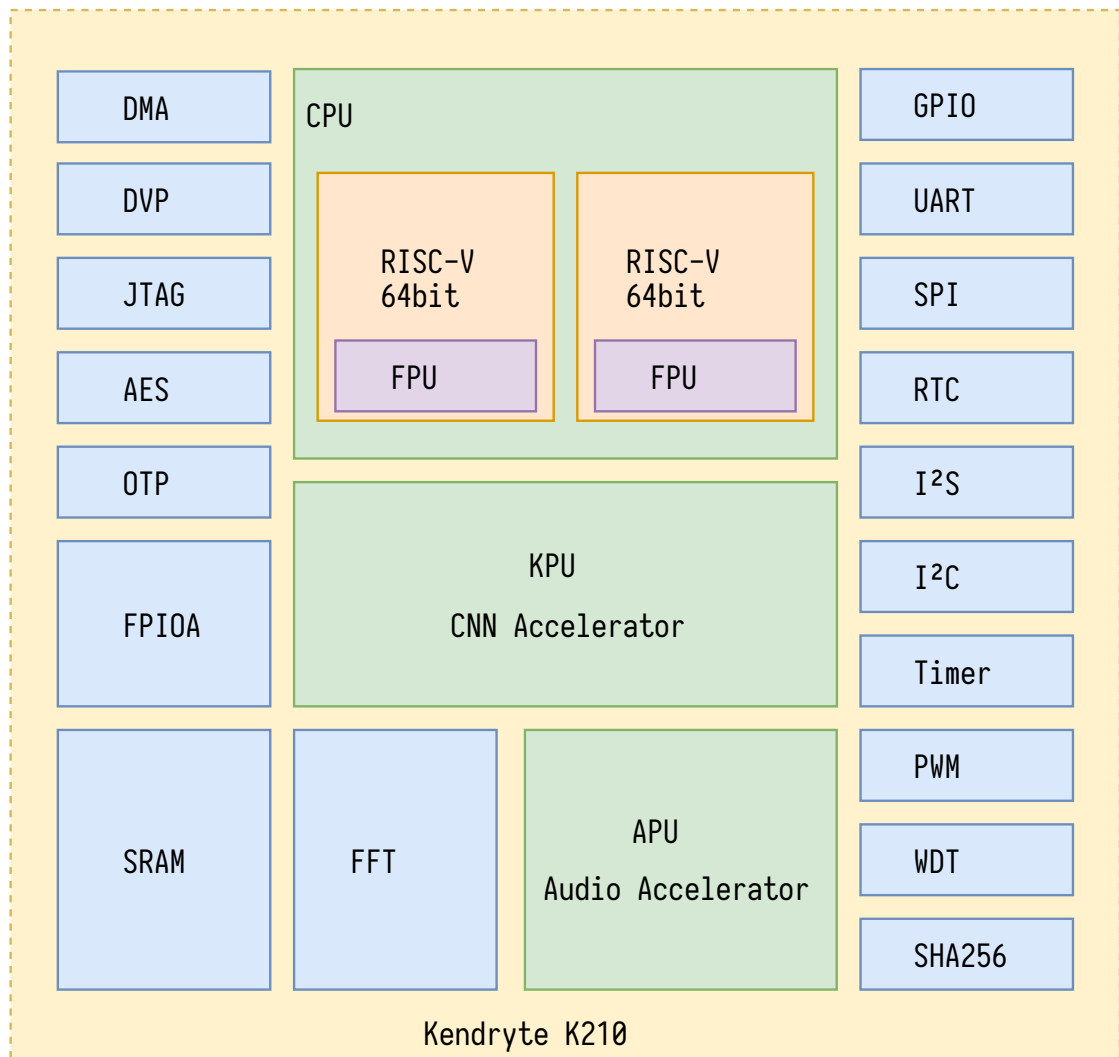 DMA
DVP
JTAG
AES
OTP
FPIOA
SRAM
CPU
RISC-V
64bit
FPU
RISC-V
64bit
FPU
KPU
CNN Accelerator
FFT
APU
Audio Accelerator
GPIO
UART
SPI
RTC
I²S
I²C
Timer
PWM
WDT
SHA256
Kendryte K210